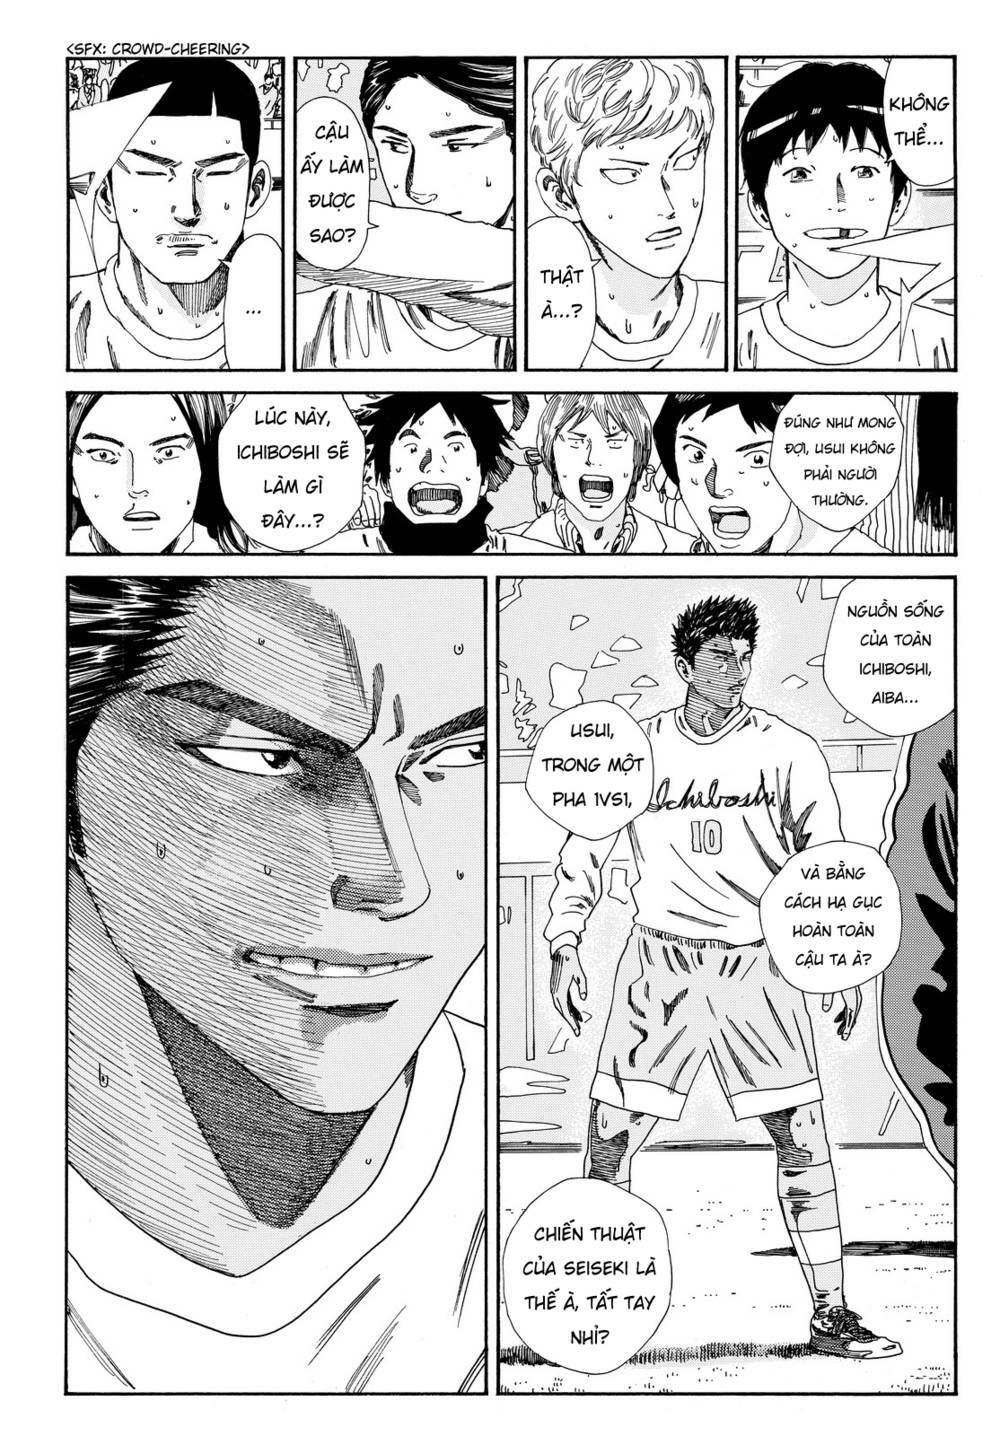 <SFX: CROWD-CHEERING>
KHÔNG
THỂ...
THẬT
À...?
CẬU
ẤY LÀM
ĐƯỢC
SAO?
...
ĐÚNG NHƯ MONG
ĐỢI, USUI KHÔNG
PHẢI NGƯỜI
THƯỜNG.
LÚC NÀY,
ICHIBOSHI SẼ
LÀM GÌ
ĐÂY...?
NGUỒN SỐNG
CỦA TOÀN
ICHIBOSHI,
AIBA...
USUI,
TRONG MỘT
PHA 1VS1,
Ichiboshi
10
VÀ BẰNG
CÁCH HẠ GỤC
HOÀN TOÀN
CẬU TA À?
CHIẾN THUẬT
CỦA SEISEKI LÀ
THẾ À, TẤT TAY
NHỈ?